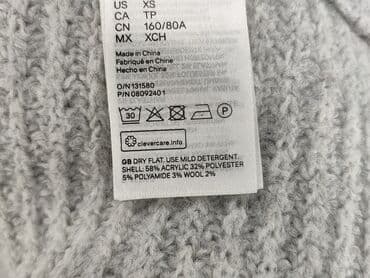 US XS
CA TP
CN 160/80A
MX XCH
Made in China
Fabriqué en Chine
Hecho en China
O/N 131580
P/N 08092401
30 P
clevercare.info
GB DRY FLAT. USE MILD DETERGENT.
SHELL: 58% ACRYLIC 32% POLYESTER
5% POLYAMIDE 3% WOOL 2%